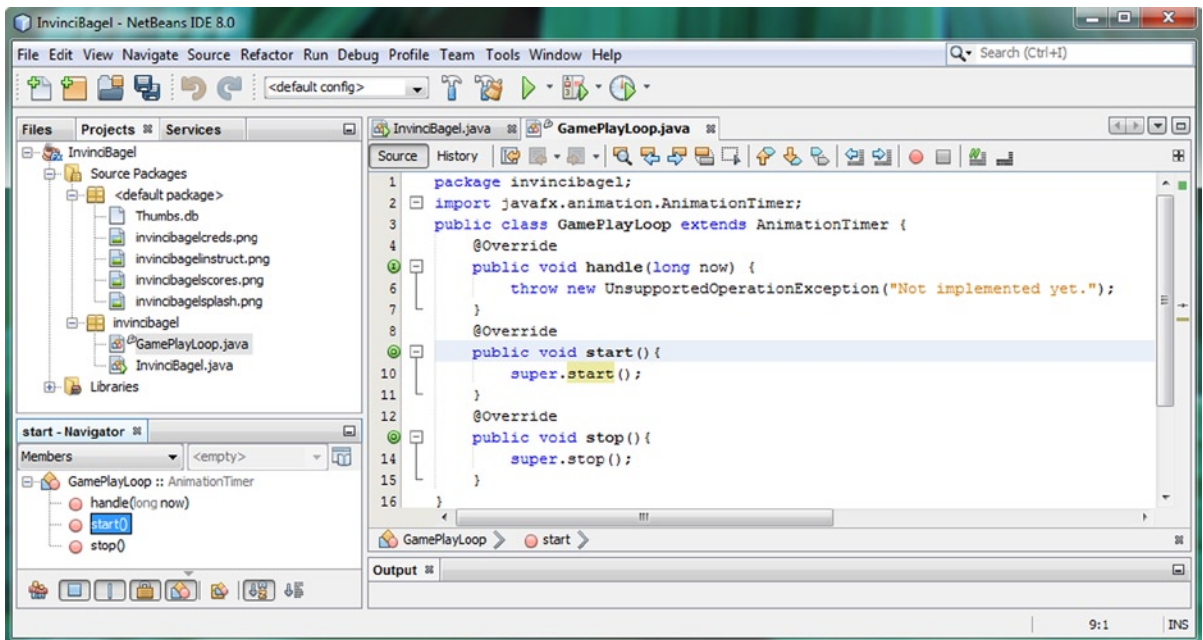 InvinciBagel - NetBeans IDE 8.0
File Edit View Navigate Source Refactor Run Debug Profile Team Tools Window Help
Search (Ctrl+I)
<default config>
Files Projects Services
InvinciBagel
Source Packages
<default package>
Thumbs.db
invincibagelcreds.png
invincibagelinstruct.png
invincibagelscores.png
invincibagelsplash.png
invincibagel
GamePlayLoop.java
InvinciBagel.java
Libraries
start - Navigator
Members <empty>
GamePlayLoop :: AnimationTimer
handle(long now)
start()
stop()
InvinciBagel.java GamePlayLoop.java
Source History
1 package invincibagel;
2 import javafx.animation.AnimationTimer;
3 public class GamePlayLoop extends AnimationTimer {
4 @Override
public void handle(long now) {
6 throw new UnsupportedOperationException("Not implemented yet.");
7 }
8 @Override
public void start(){
10 super.start();
11 }
12 @Override
public void stop(){
14 super.stop();
15 }
16 }
GamePlayLoop start
Output
9:1 INS